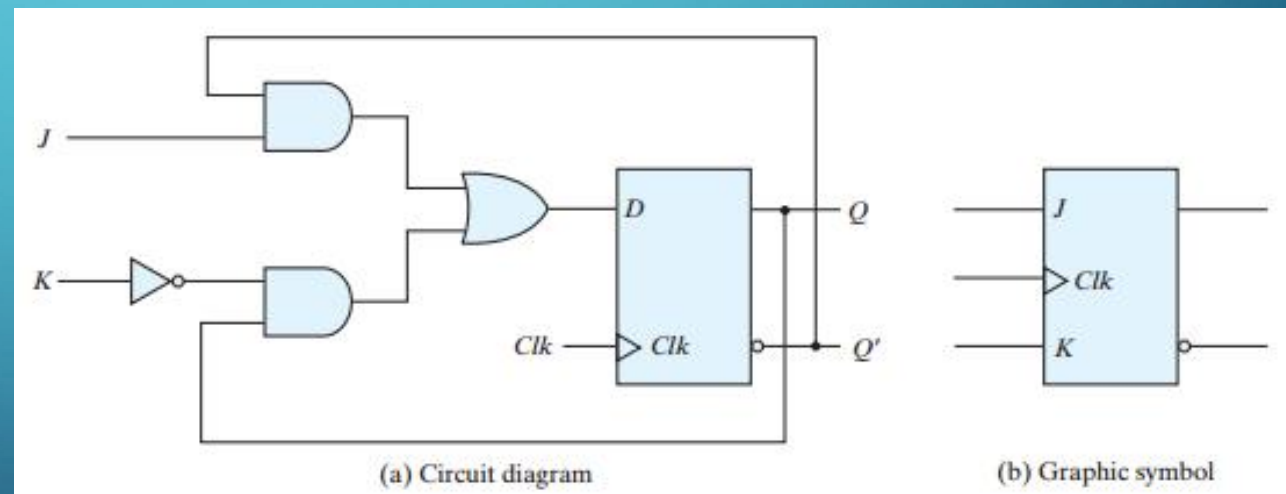 J
K
D
Clk
Clk
Q
Q'
(a) Circuit diagram
J
Clk
K
(b) Graphic symbol